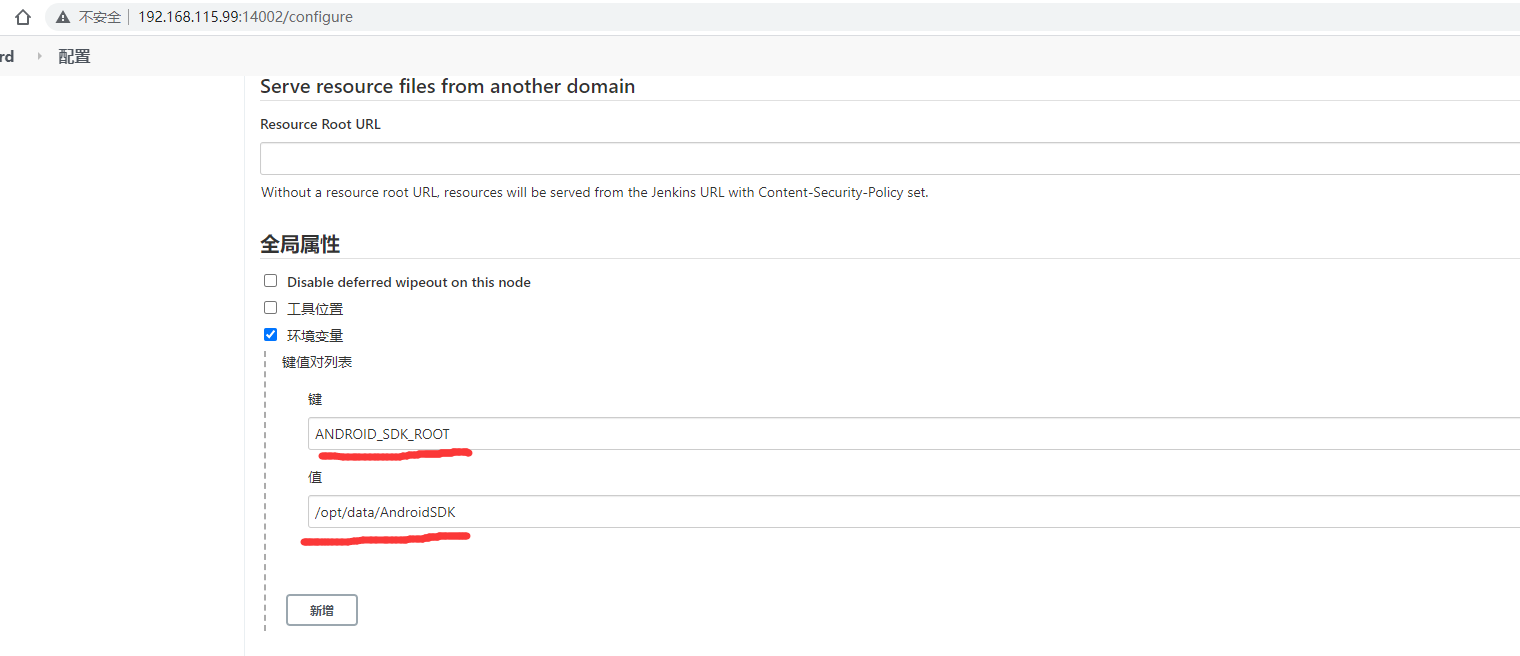 不安全 192.168.115.99:14002/configure
rd 配置
Serve resource files from another domain
Resource Root URL
Without a resource root URL, resources will be served from the Jenkins URL with Content-Security-Policy set.
全局属性
Disable deferred wipeout on this node
工具位置
环境变量
键值对列表
键
ANDROID_SDK_ROOT
值
/opt/data/AndroidSDK
新增